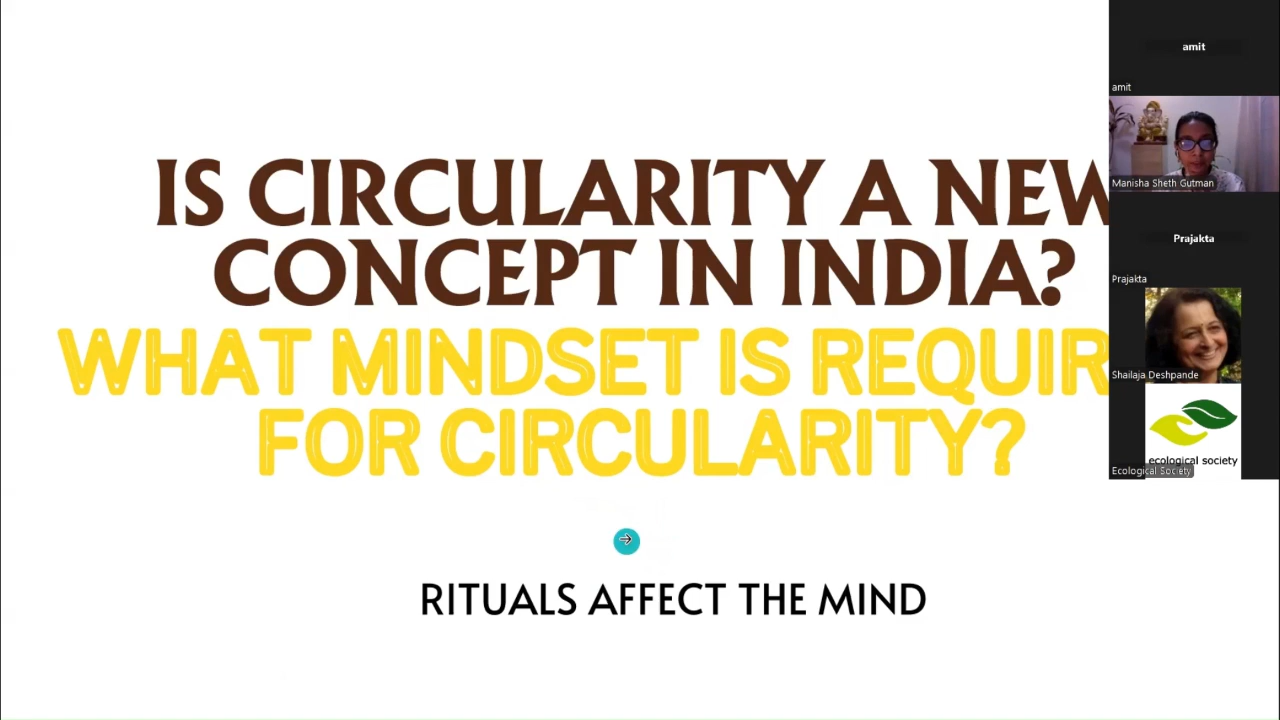 IS CIRCULARITY A NEW
CONCEPT IN INDIA?
WHAT MINDSET IS REQUIR
FOR CIRCULARITY?
RITUALS AFFECT THE MIND
amit
amit
Manisha Sheth Gutman
Prajakta
Prajakta
Shailaja Deshpande
ecological society
Ecological Society